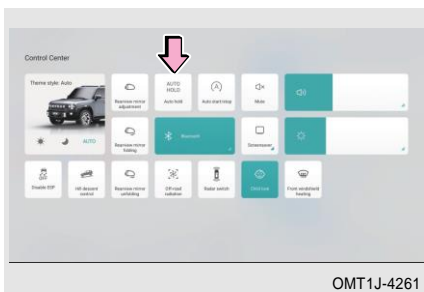 Control Center
Theme style: Auto
AUTO
Rearview mirror
adjustment
AUTO
HOLD
Auto hold
Auto start stop
Mute
Rearview mirror
folding
Bluetooth
Screensaver
Disable ESP
Hill descent
control
Rearview mirror
unfolding
Off-road
radiation
Radar switch
Front windshield
heating
OMT1J-4261